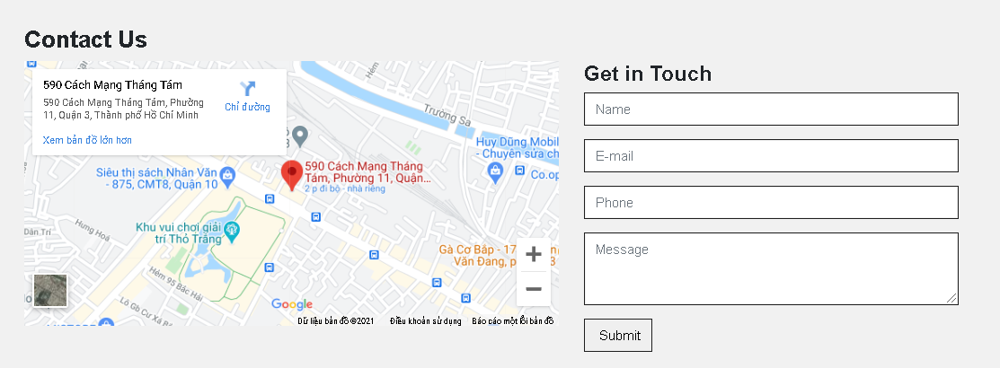 Contact Us
590 Cách Mạng Tháng Tám
590 Cách Mạng Tháng Tám, Phường
11, Quận 3, Thành phố Hồ Chí Minh
Chỉ đường
Xem bản đồ lớn hơn
Trường Sa
Huy Dũng Mobil
- Chuyên sửa ch
Co.op
Siêu thị sách Nhân Văn
- 875, CMT8, Quận 10
590 Cách Mạng Tháng
Tám, Phường 11, Quận...
2 p đi bộ - nhà riêng
Khu vui chơi giải
trí Thỏ Trắng
Hưng Hoá
Dân Trí
Gà Cơ Bắp - 17
Văn Đang, p
Hẻm 95 Bác Hải
Lô Gb Cư Xá
Google
Dữ liệu bản đồ ©2021
Điều khoản sử dụng
Báo cáo một lỗi bản đồ
Get in Touch
Name
E-mail
Phone
Message
Submit